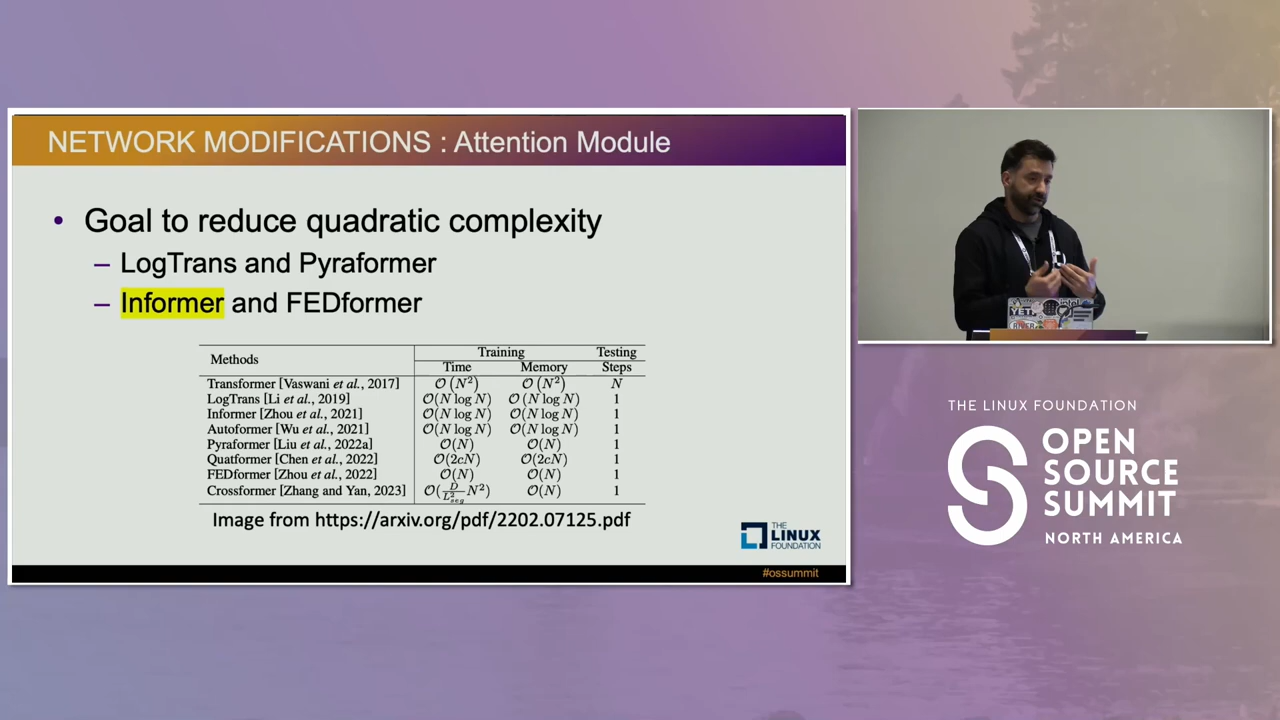 NETWORK MODIFICATIONS : Attention Module
• Goal to reduce quadratic complexity
– LogTrans and Pyraformer
– Informer and FEDformer
Methods Training Testing
Time Memory Steps
Transformer [Vaswani et al., 2017] O(N²) O(N²) N
LogTrans [Li et al., 2019] O(N log N) O(N log N) 1
Informer [Zhou et al., 2021] O(N log N) O(N log N) 1
Autoformer [Wu et al., 2021] O(N log N) O(N log N) 1
Pyraformer [Liu et al., 2022a] O(N) O(N) 1
Quatformer [Chen et al., 2022] O(2cN) O(2cN) 1
FEDformer [Zhou et al., 2022] O(N) O(N) 1
Crossformer [Zhang and Yan, 2023] O(D/L²seg N²) O(N) 1
Image from https://arxiv.org/pdf/2202.07125.pdf
THE
LINUX
FOUNDATION
#ossummit
YETI
intel
THE LINUX FOUNDATION
OPEN
SOURCE
SUMMIT
NORTH AMERICA